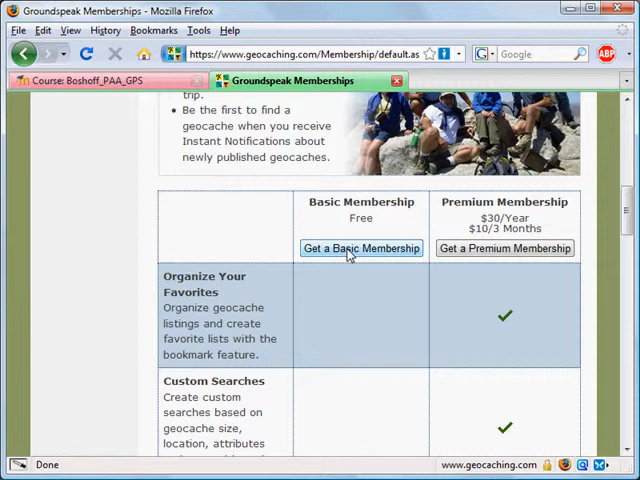 Groundspeak Memberships - Mozilla Firefox
File Edit View History Bookmarks Tools Help
https://www.geocaching.com/Membership/default.as
G Google
ABP
Course: Boshoff_PAA_GPS
Groundspeak Memberships
trip.
Be the first to find a
geocache when you receive
Instant Notifications about
newly published geocaches.
Basic Membership
Free
Get a Basic Membership
Premium Membership
$30/Year
$10/3 Months
Get a Premium Membership
Organize Your
Favorites
Organize geocache
listings and create
favorite lists with the
bookmark feature.
Custom Searches
Create custom
searches based on
geocache size,
location, attributes
Done
www.geocaching.com